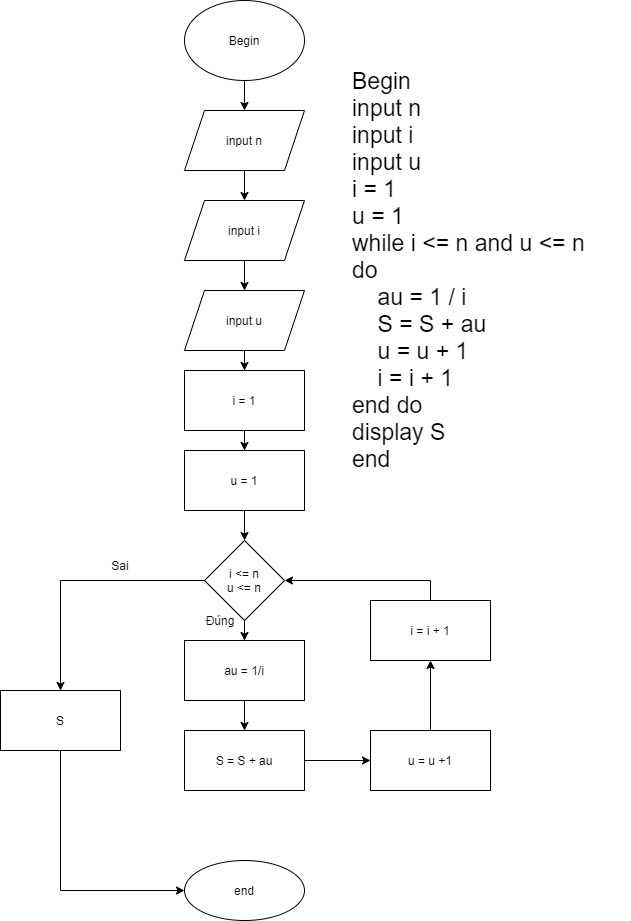 Begin
input n
input i
input u
i = 1
u = 1
i <= n
u <= n
Sai
Đúng
au = 1/i
S = S + au
u = u +1
i = i + 1
S
end
Begin
input n
input i
input u
i = 1
u = 1
while i <= n and u <= n
do
au = 1 / i
S = S + au
u = u + 1
i = i + 1
end do
display S
end